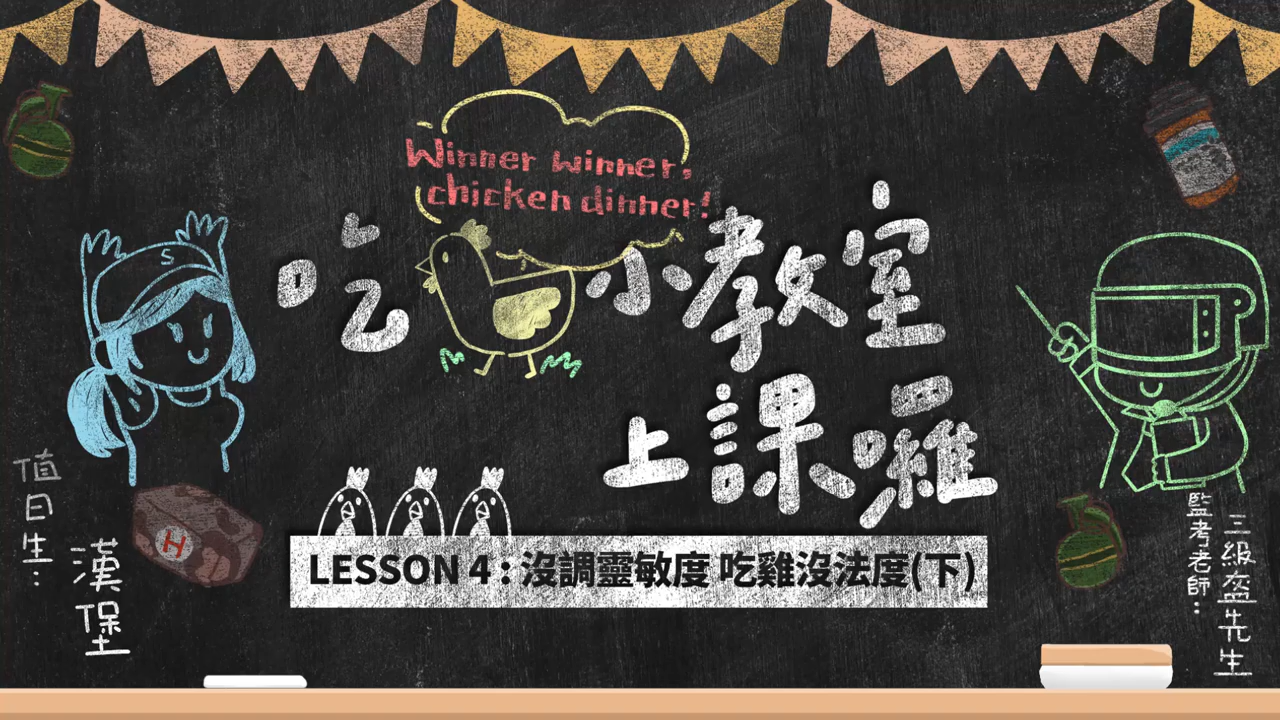 Winner winner,
chicken dinner!
吃 小教室
上課囉
LESSON 4 : 沒調靈敏度 吃雞沒法度(下)
S
值日生：
漢堡
H
監考老師：
三級盔先生